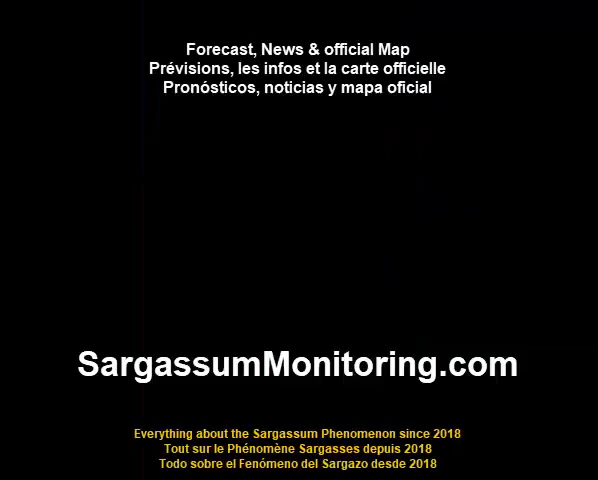 Forecast, News & official Map
Prévisions, les infos et la carte officielle
Pronósticos, noticias y mapa oficial
SargassumMonitoring.com
Everything about the Sargassum Phenomenon since 2018
Tout sur le Phénomène Sargasses depuis 2018
Todo sobre el Fenómeno del Sargazo desde 2018